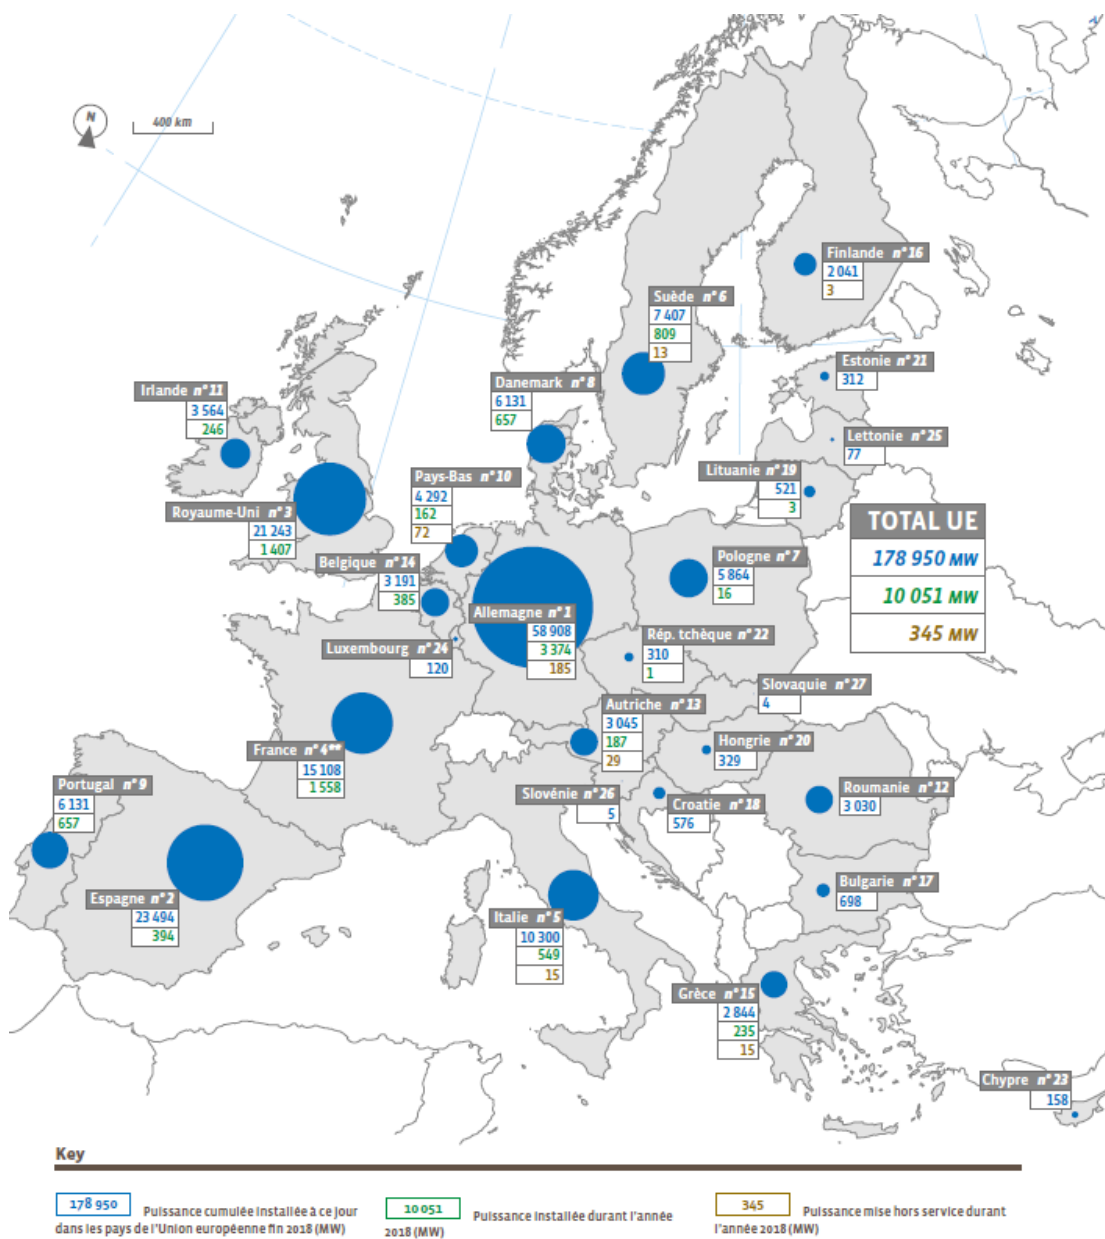 N
400 km
Finlande n°16
2 041
3
Suède n°6
7 407
809
13
Estonie n°21
312
Danemark n°8
6 131
657
Irlande n°11
3 564
246
Lettonie n°25
77
Lituanie n°19
521
3
Pays-Bas n°10
4 292
162
72
Royaume-Uni n°3
21 243
1 407
TOTAL UE
178 950 MW
10 051 MW
345 MW
Belgique n°14
3 191
385
Pologne n°7
5 864
16
Allemagne n°1
58 908
3 374
185
Rép. tchèque n°22
310
1
Luxembourg n°24
120
Slovaquie n°27
4
Autriche n°13
3 045
187
29
Hongrie n°20
329
France n°4**
15 108
1 558
Portugal n°9
6 131
657
Slovénie n°26
5
Croatie n°18
576
Roumanie n°12
3 030
Bulgarie n°17
698
Espagne n°2
23 494
394
Italie n°5
10 300
549
15
Grèce n°15
2 844
235
15
Chypre n°23
158
Key
178 950 Puissance cumulée installée à ce jour
dans les pays de l'Union européenne fin 2018 (MW)
10 051 Puissance installée durant l'année
2018 (MW)
345 Puissance mise hors service durant
l'année 2018 (MW)